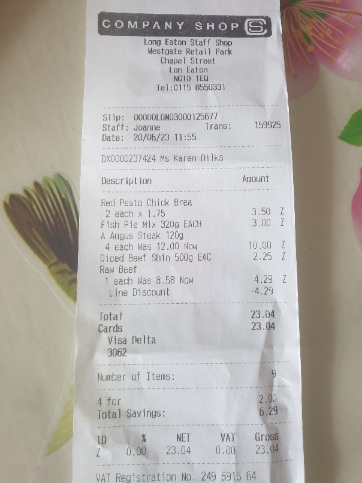 COMPANY SHOP
Long Eaton Staff Shop
Westgate Retail Park
Chapel Street
Lon Eaton
NG10 1EQ
Tel:0115 8550331
Slip: 00000LON03000125677
Staff: Joanne Trans: 159925
Date: 20/06/23 11:55
DX0000237424 Ms Karen Dilks
Description Amount
Red Pesto Chick Brea
2 each x 1.75 3.50 Z
Fish Pie Mix 320g EACH 3.00 Z
A Angus Steak 120g
4 each Was 12.00 Now 10.00 Z
Diced Beef Shin 500g EAC 2.25 Z
Raw Beef
1 each Was 8.58 Now 4.29 Z
Line Discount -4.29
Total 23.04
Cards 23.04
Visa Delta
3062
Number of Items: 9
4 for 2.00
Total Savings: 6.29
ID % NET VAT Gross
Z 0.00 23.04 0.00 23.04
VAT Registration No. 249 5915 64